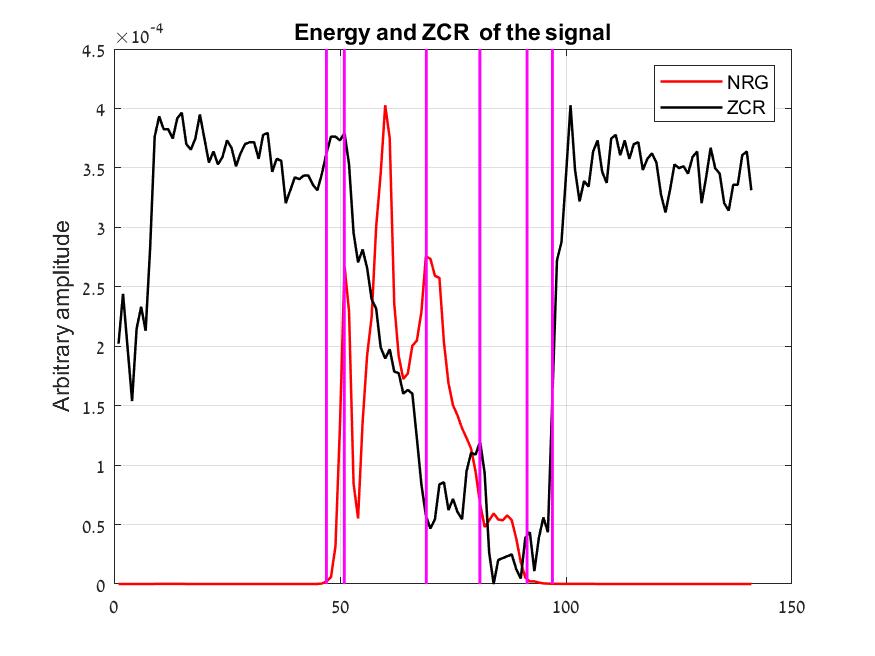 ×10⁻⁴
Energy and ZCR of the signal
NRG
ZCR
4.5
4
3.5
3
2.5
2
1.5
1
0.5
0
Arbitrary amplitude
0 50 100 150